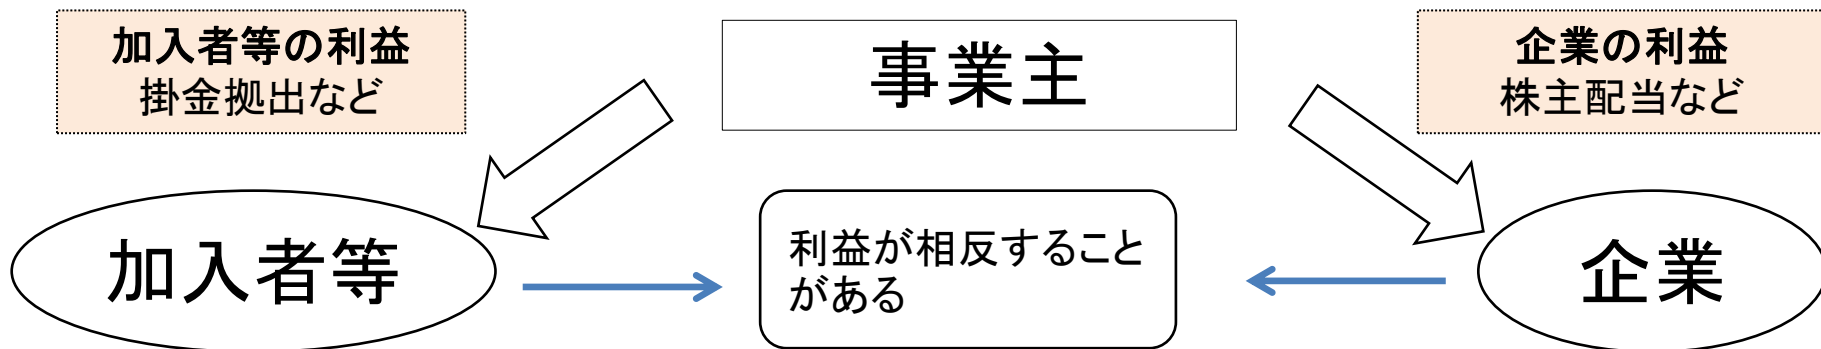 加入者等の利益
掛金拠出など
事業主
企業の利益
株主配当など
加入者等
利益が相反すること
がある
企業